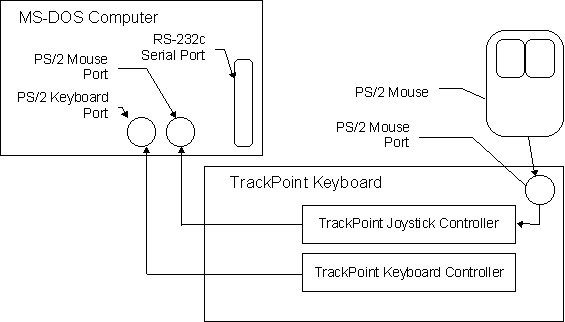 MS-DOS Computer
RS-232c
Serial Port
PS/2 Mouse
Port
PS/2 Keyboard
Port
PS/2 Mouse
PS/2 Mouse
Port
TrackPoint Keyboard
TrackPoint Joystick Controller
TrackPoint Keyboard Controller